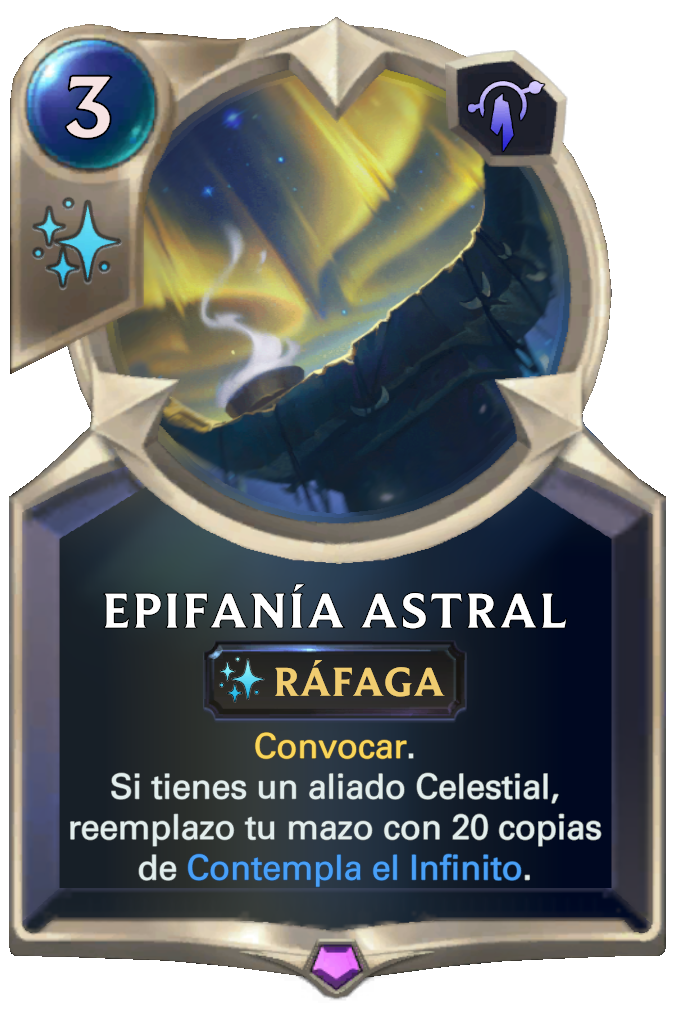 3
EPIFANÍA ASTRAL
RÁFAGA
Convocar.
Si tienes un aliado Celestial,
reemplazo tu mazo con 20 copias
de Contempla el Infinito.